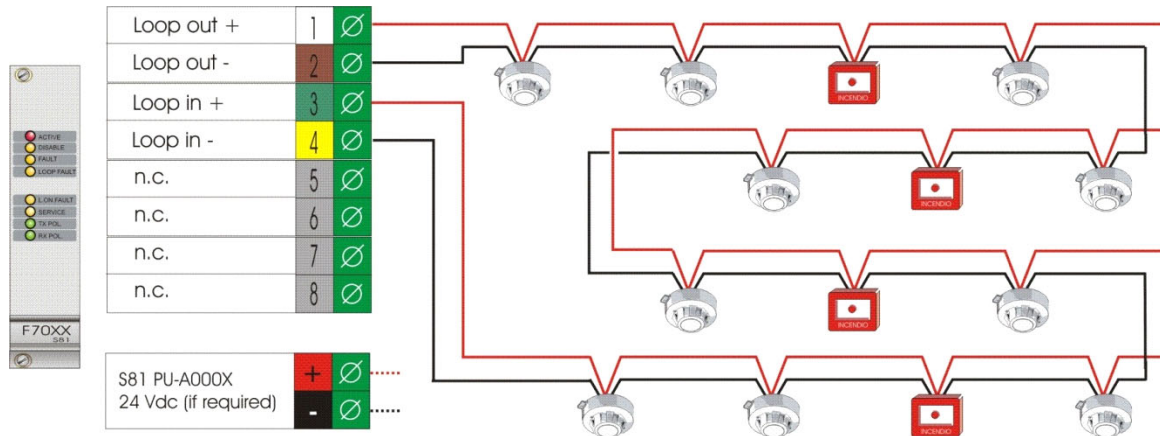 Loop out +
1
Loop out -
2
Loop in +
3
Loop in -
4
n.c.
5
n.c.
6
n.c.
7
n.c.
8
ACTIVE
DISABLE
FAULT
LOOP FAULT
L.ON FAULT
SERVICE
TX POL.
RX POL.
F70XX
S81
S81 PU-A000X
24 Vdc (if required)
+
-
INCENDIO
INCENDIO
INCENDIO
INCENDIO